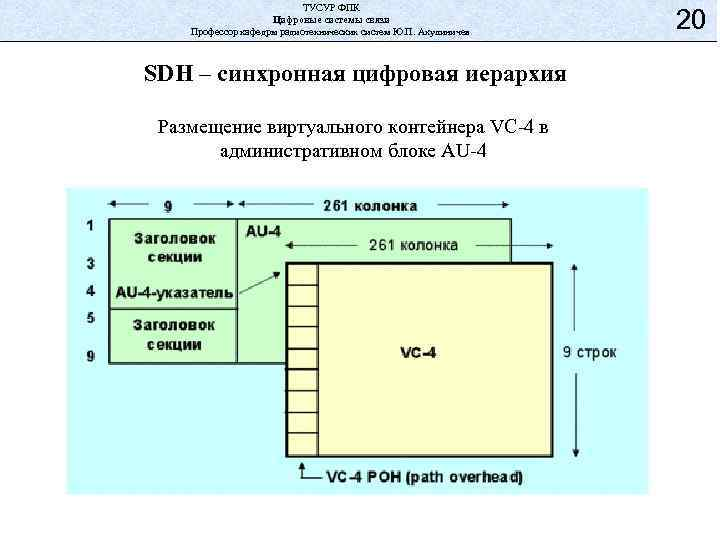 ТУСУР ФПК
Цифровые системы связи
Профессор кафедры радиотехнических систем Ю.П. Акулиничев
20
SDH – синхронная цифровая иерархия
Размещение виртуального контейнера VC-4 в
административном блоке AU-4
9
261 колонка
1
Заголовок
секции
AU-4
261 колонка
3
4
AU-4-указатель
5
Заголовок
секции
9
VC-4
9 строк
VC-4 POH (path overhead)